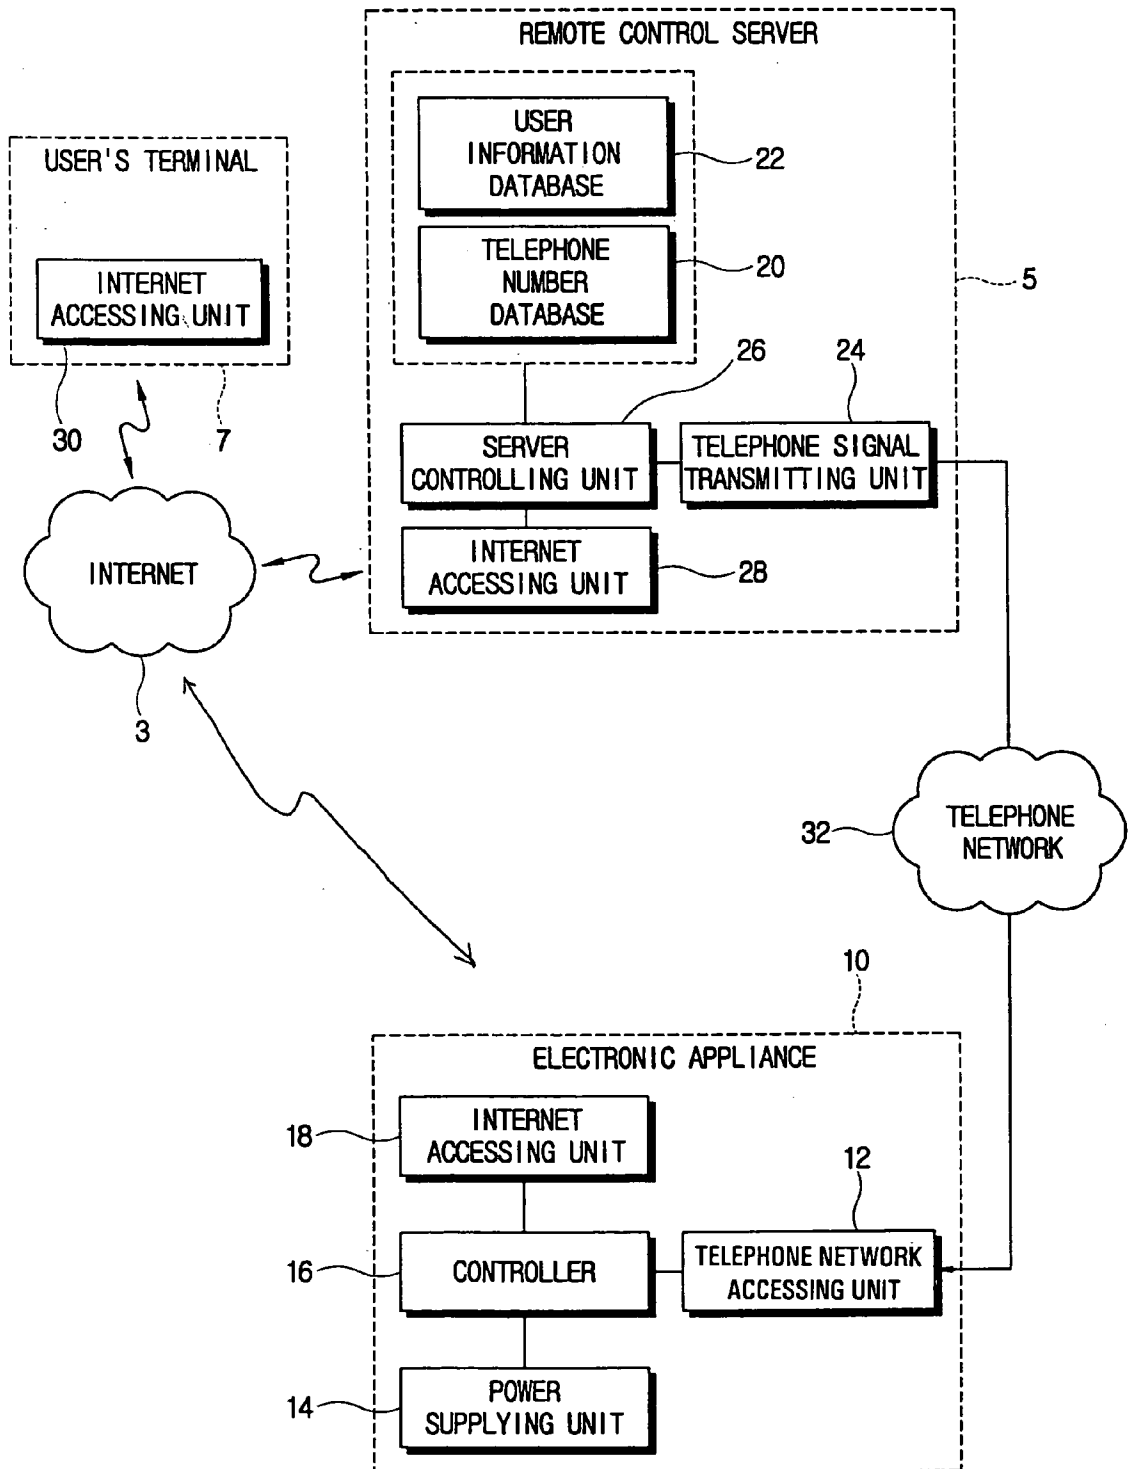 REMOTE CONTROL SERVER
USER
INFORMATION
DATABASE
22
TELEPHONE
NUMBER
DATABASE
20
5
USER'S TERMINAL
INTERNET
ACCESSING UNIT
30
7
26
24
SERVER
CONTROLLING UNIT
TELEPHONE SIGNAL
TRANSMITTING UNIT
INTERNET
ACCESSING UNIT
28
INTERNET
3
TELEPHONE
NETWORK
32
10
ELECTRONIC APPLIANCE
INTERNET
ACCESSING UNIT
18
12
CONTROLLER
16
TELEPHONE NETWORK
ACCESSING UNIT
POWER
SUPPLYING UNIT
14